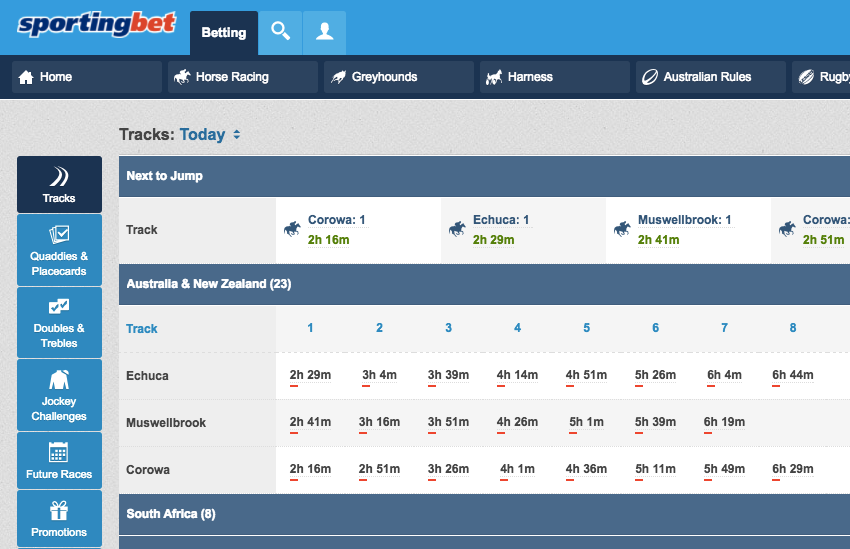 sportingbet
Betting
Home
Horse Racing
Greyhounds
Harness
Australian Rules
Rugby
Tracks: Today
Tracks
Quaddies &
Placecards
Doubles &
Trebles
Jockey
Challenges
Future Races
Promotions
Next to Jump
Track
Corowa: 1
2h 16m
Echuca: 1
2h 29m
Muswellbrook: 1
2h 41m
Corowa:
2h 51m
Australia & New Zealand (23)
Track 1 2 3 4 5 6 7 8
Echuca 2h 29m 3h 4m 3h 39m 4h 14m 4h 51m 5h 26m 6h 4m 6h 44m
Muswellbrook 2h 41m 3h 16m 3h 51m 4h 26m 5h 1m 5h 39m 6h 19m
Corowa 2h 16m 2h 51m 3h 26m 4h 1m 4h 36m 5h 11m 5h 49m 6h 29m
South Africa (8)